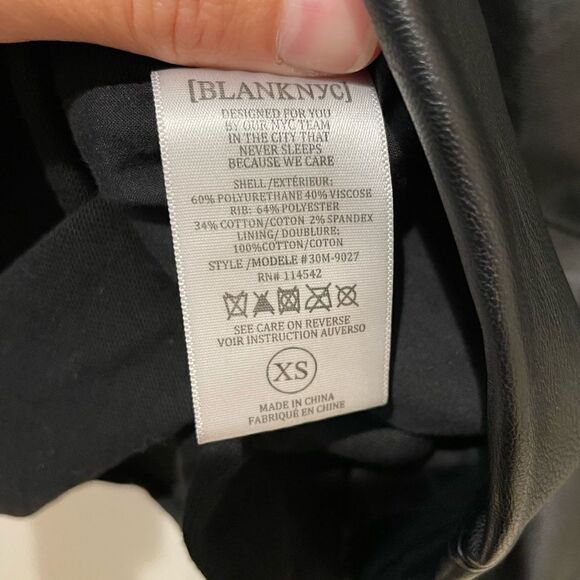 [BLANKNYC]
DESIGNED FOR YOU
BY OUR NYC TEAM
IN THE CITY THAT
NEVER SLEEPS
BECAUSE WE CARE
SHELL/EXTÉRIEUR:
60% POLYURETHANE 40% VISCOSE
RIB: 64% POLYESTER
34% COTTON/COTON 2% SPANDEX
LINING/ DOUBLURE:
100%COTTON/COTON
STYLE /MODELE #30M-9027
RN# 114542
SEE CARE ON REVERSE
VOIR INSTRUCTION AUVERSO
XS
MADE IN CHINA
FABRIQUÉ EN CHINE